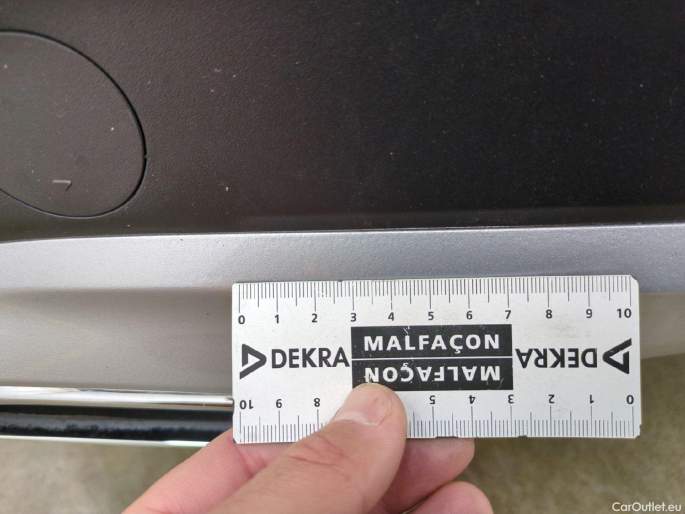 0 1 2 3 4 5 6 7 8 9 10
DEKRA MALFAÇON DEKRA
MALFAÇON
10 9 8 5 4 3 2 1 0
CarOutlet.eu